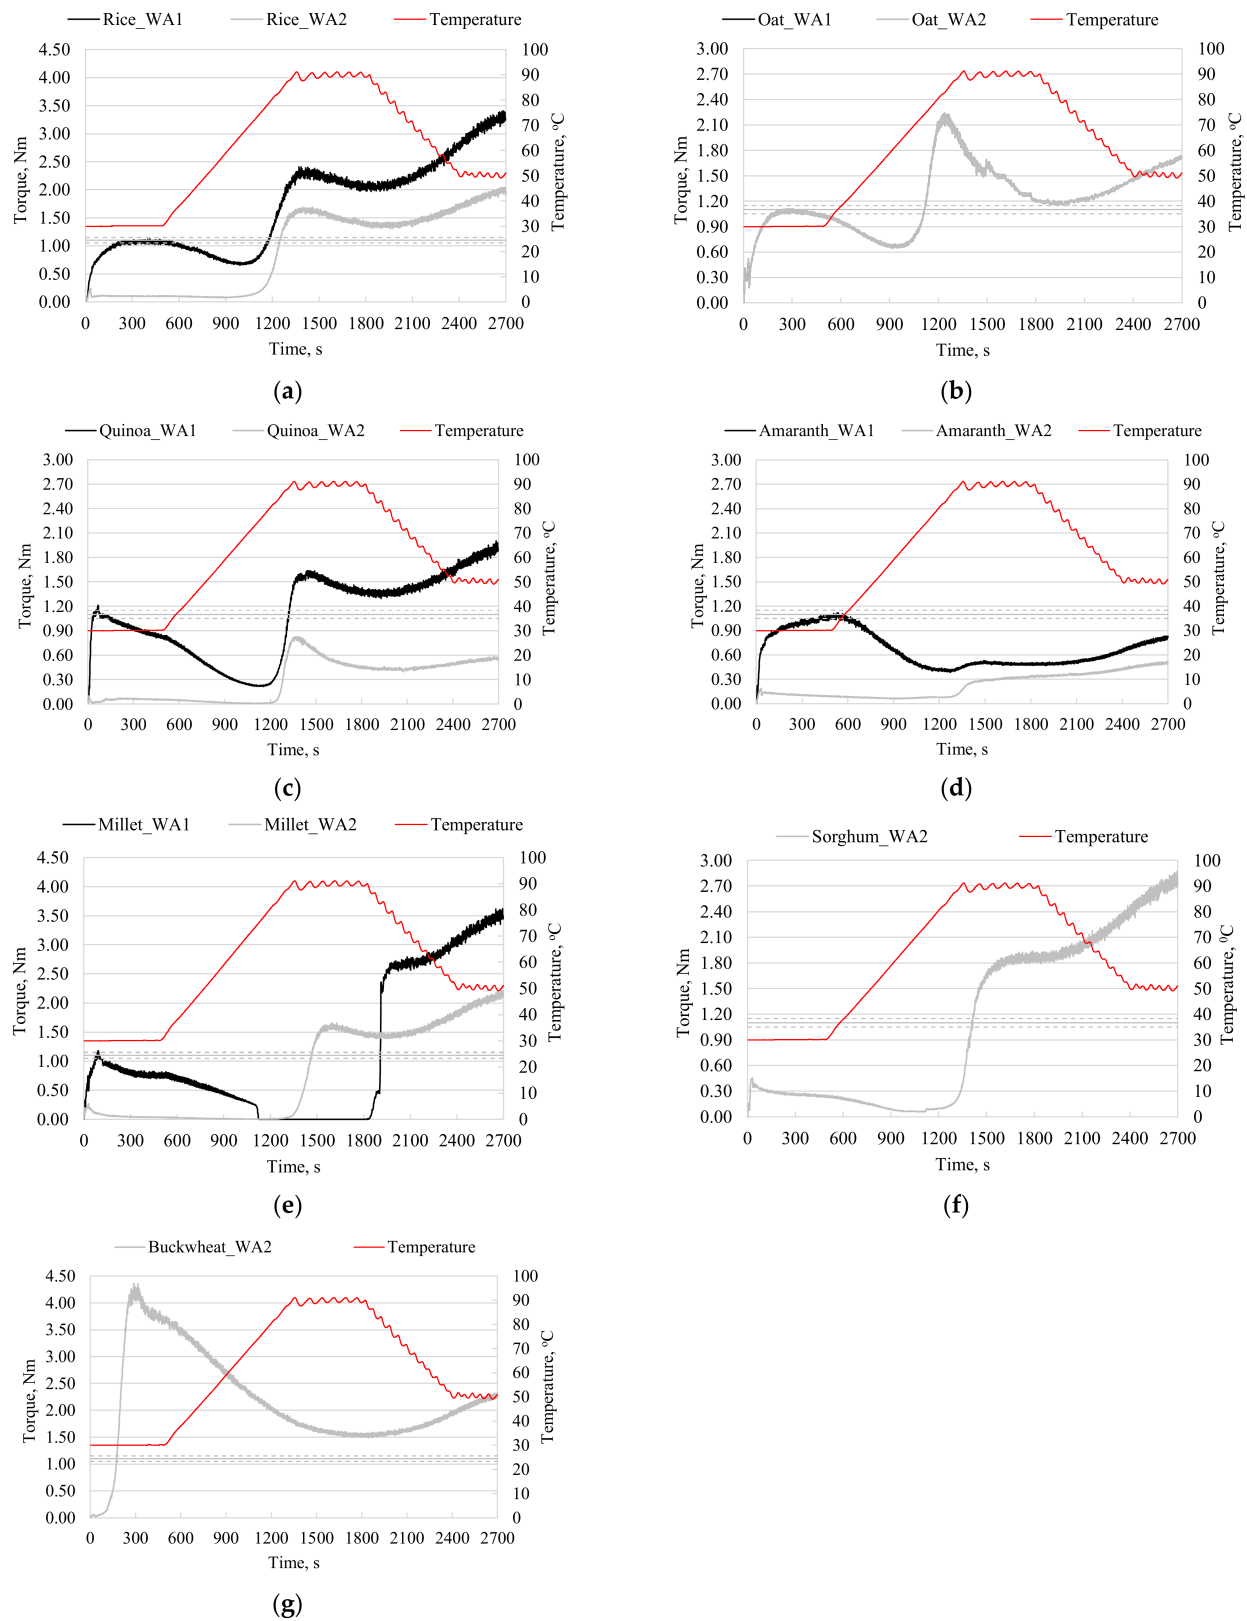 Rice_WA1 Rice_WA2 Temperature
4.50 4.00 3.50 3.00 2.50 2.00 1.50 1.00 0.50 0.00
Torque, Nm
100 90 80 70 60 50 40 30 20 10 0
Temperature, ºC
0 300 600 900 1200 1500 1800 2100 2400 2700
Time, s
(a)
Oat_WA1 Oat_WA2 Temperature
3.00 2.70 2.40 2.10 1.80 1.50 1.20 0.90 0.60 0.30 0.00
Torque, Nm
100 90 80 70 60 50 40 30 20 10 0
Temperature, ºC
0 300 600 900 1200 1500 1800 2100 2400 2700
Time, s
(b)
Quinoa_WA1 Quinoa_WA2 Temperature
3.00 2.70 2.40 2.10 1.80 1.50 1.20 0.90 0.60 0.30 0.00
Torque, Nm
100 90 80 70 60 50 40 30 20 10 0
Temperature, ºC
0 300 600 900 1200 1500 1800 2100 2400 2700
Time, s
(c)
Amaranth_WA1 Amaranth_WA2 Temperature
3.00 2.70 2.40 2.10 1.80 1.50 1.20 0.90 0.60 0.30 0.00
Torque, Nm
100 90 80 70 60 50 40 30 20 10 0
Temperature, ºC
0 300 600 900 1200 1500 1800 2100 2400 2700
Time, s
(d)
Millet_WA1 Millet_WA2 Temperature
4.50 4.00 3.50 3.00 2.50 2.00 1.50 1.00 0.50 0.00
Torque, Nm
100 90 80 70 60 50 40 30 20 10 0
Temperature, ºC
0 300 600 900 1200 1500 1800 2100 2400 2700
Time, s
(e)
Sorghum_WA2 Temperature
3.00 2.70 2.40 2.10 1.80 1.50 1.20 0.90 0.60 0.30 0.00
Torque, Nm
100 90 80 70 60 50 40 30 20 10 0
Temperature, ⁰C
0 300 600 900 1200 1500 1800 2100 2400 2700
Time, s
(f)
Buckwheat_WA2 Temperature
4.50 4.00 3.50 3.00 2.50 2.00 1.50 1.00 0.50 0.00
Torque, Nm
100 90 80 70 60 50 40 30 20 10 0
Temperature, ºC
0 300 600 900 1200 1500 1800 2100 2400 2700
Time, s
(g)